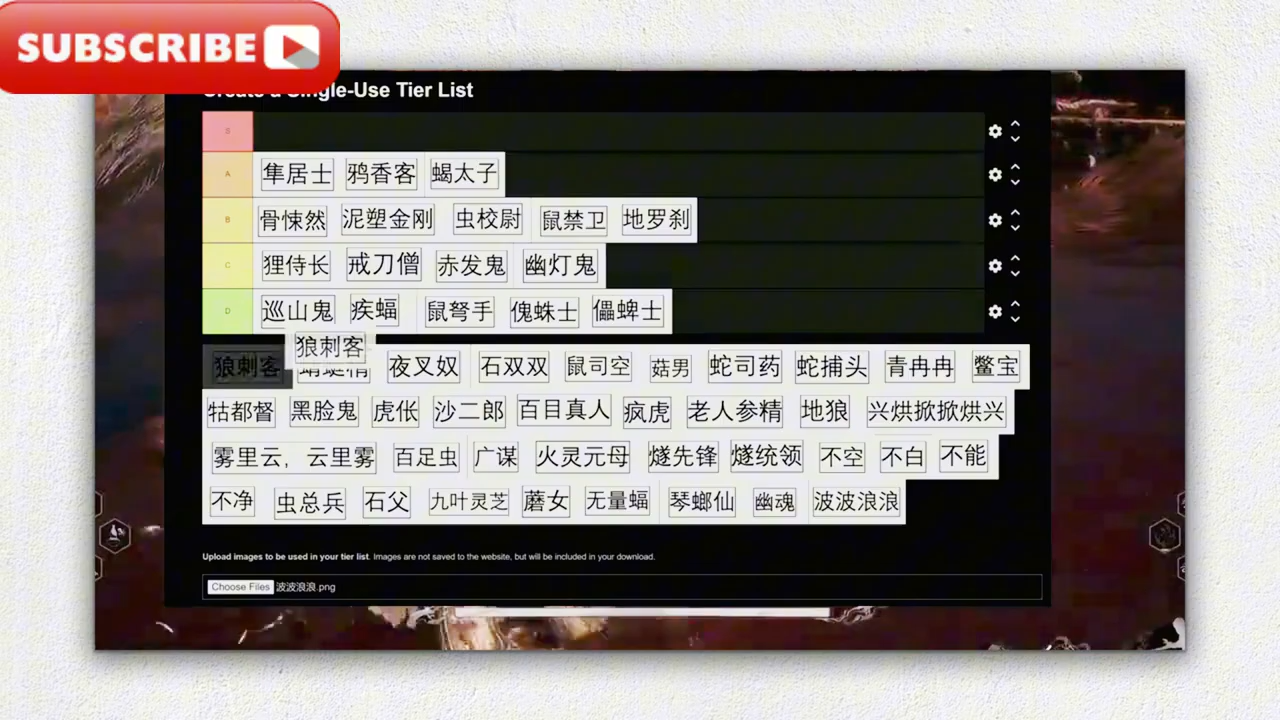 SUBSCRIBE
Create a Single-Use Tier List
S
A 隼居士 鸦香客 蝎太子
B 骨悚然 泥塑金刚 虫校尉 鼠禁卫 地罗刹
C 狸侍长 戒刀僧 赤发鬼 幽灯鬼
D 巡山鬼 疾蝠 鼠弩手 傀蛛士 儡蜱士
狼刺客
狼刺客 蜻蜓精 夜叉奴 石双双 鼠司空 菇男 蛇司药 蛇捕头 青冉冉 鳖宝
牯都督 黑脸鬼 虎伥 沙二郎 百目真人 疯虎 老人参精 地狼 兴烘掀掀烘兴
雾里云，云里雾 百足虫 广谋 火灵元母 燧先锋 燧统领 不空 不白 不能
不净 虫总兵 石父 九叶灵芝 蘑女 无量蝠 琴螂仙 幽魂 波波浪浪
Upload images to be used in your tier list. Images are not saved to the website, but will be included in your download.
Choose Files 波波浪浪.png